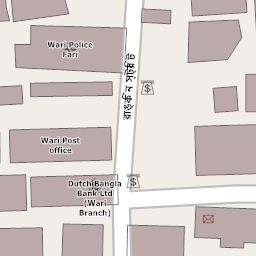 Wari Police
Fari
Wari Post
office
Dutch Bangla
Bank Ltd
(Wari
Branch)